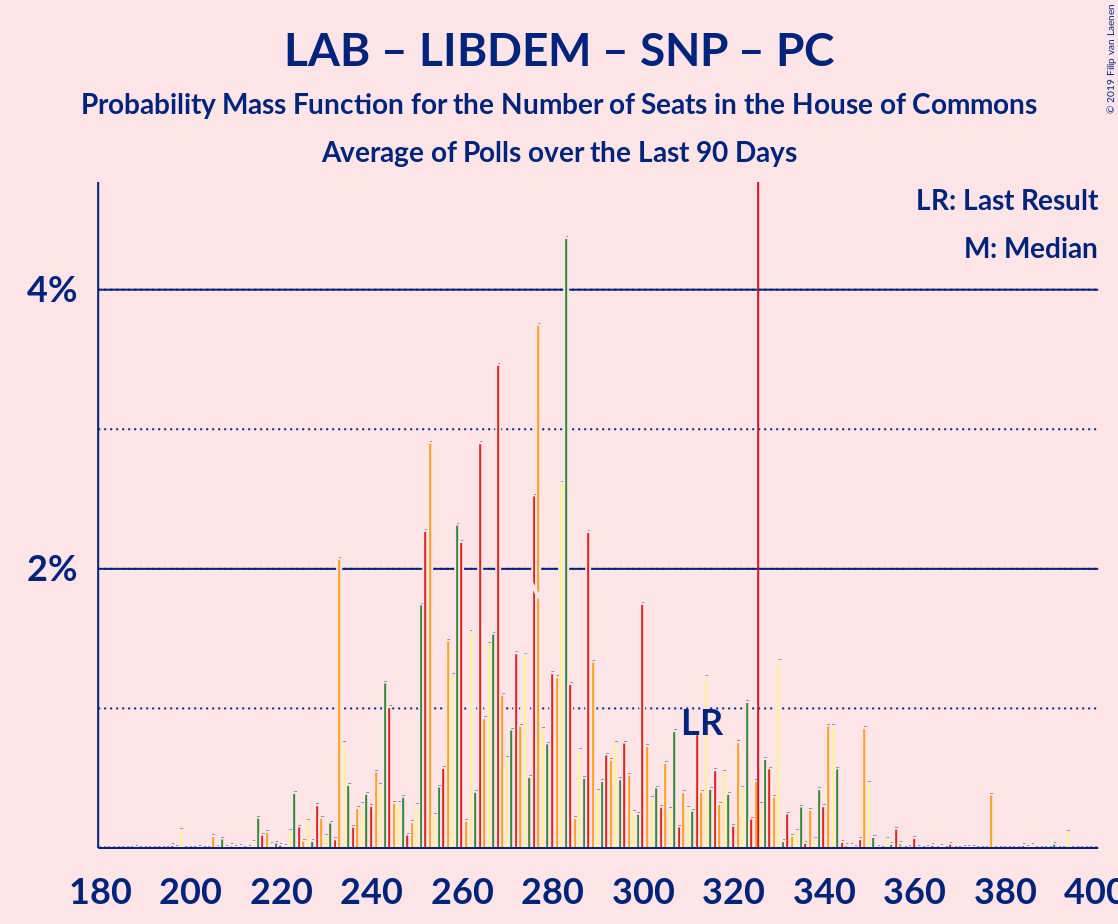 LAB – LIBDEM – SNP – PC
Probability Mass Function for the Number of Seats in the House of Commons
Average of Polls over the Last 90 Days
© 2019 Filip van Laenen
LR: Last Result
M: Median
4%
2%
LR
180 200 220 240 260 280 300 320 340 360 380 400